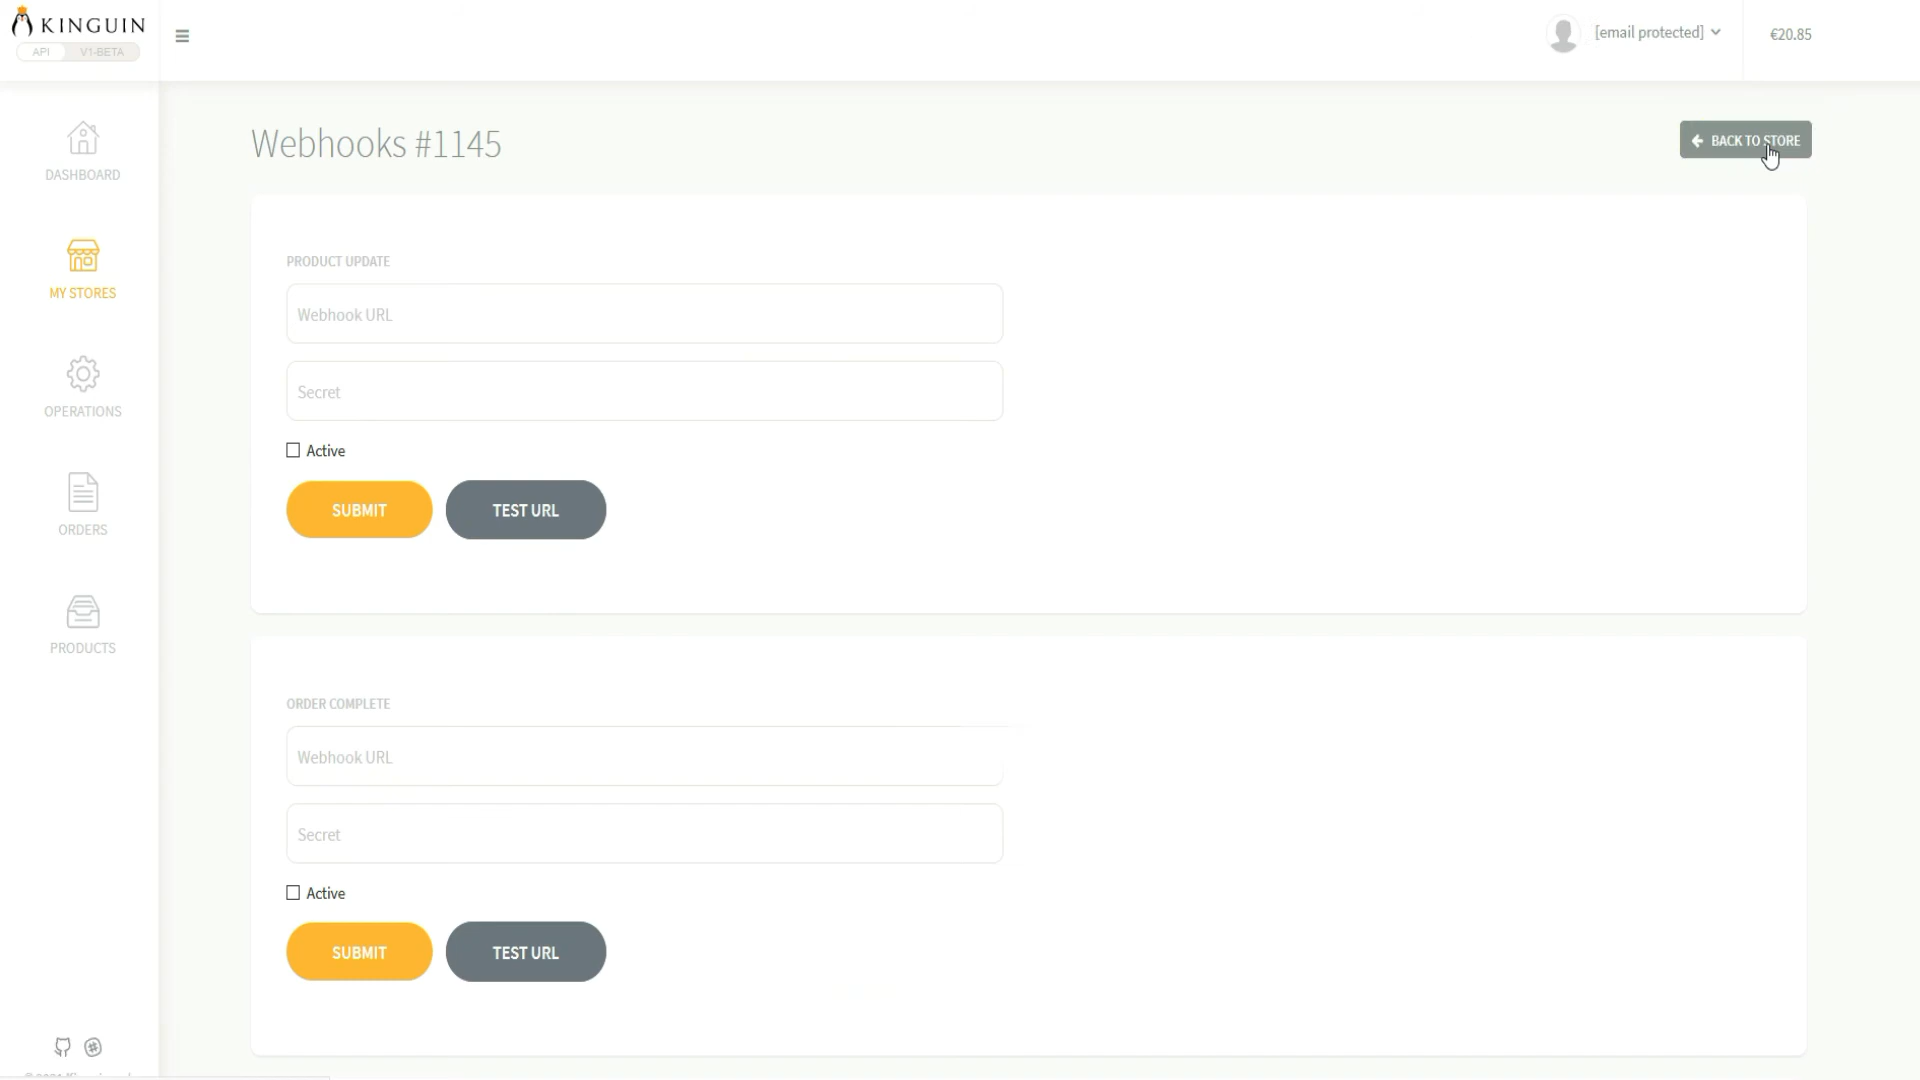 KINGUIN
API V1-BETA
[email protected]
€20.85
DASHBOARD
MY STORES
OPERATIONS
ORDERS
PRODUCTS
Webhooks #1145
BACK TO STORE
PRODUCT UPDATE
Webhook URL
Secret
Active
SUBMIT
TEST URL
ORDER COMPLETE
Webhook URL
Secret
Active
SUBMIT
TEST URL